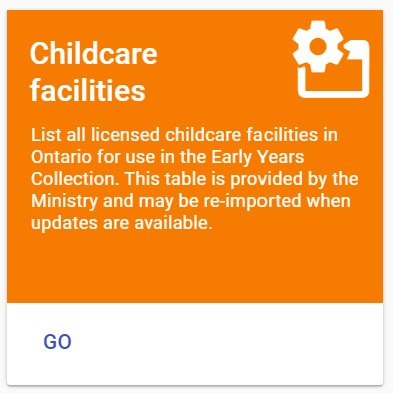 Childcare
facilities
List all licensed childcare facilities in
Ontario for use in the Early Years
Collection. This table is provided by the
Ministry and may be re-imported when
updates are available.
GO